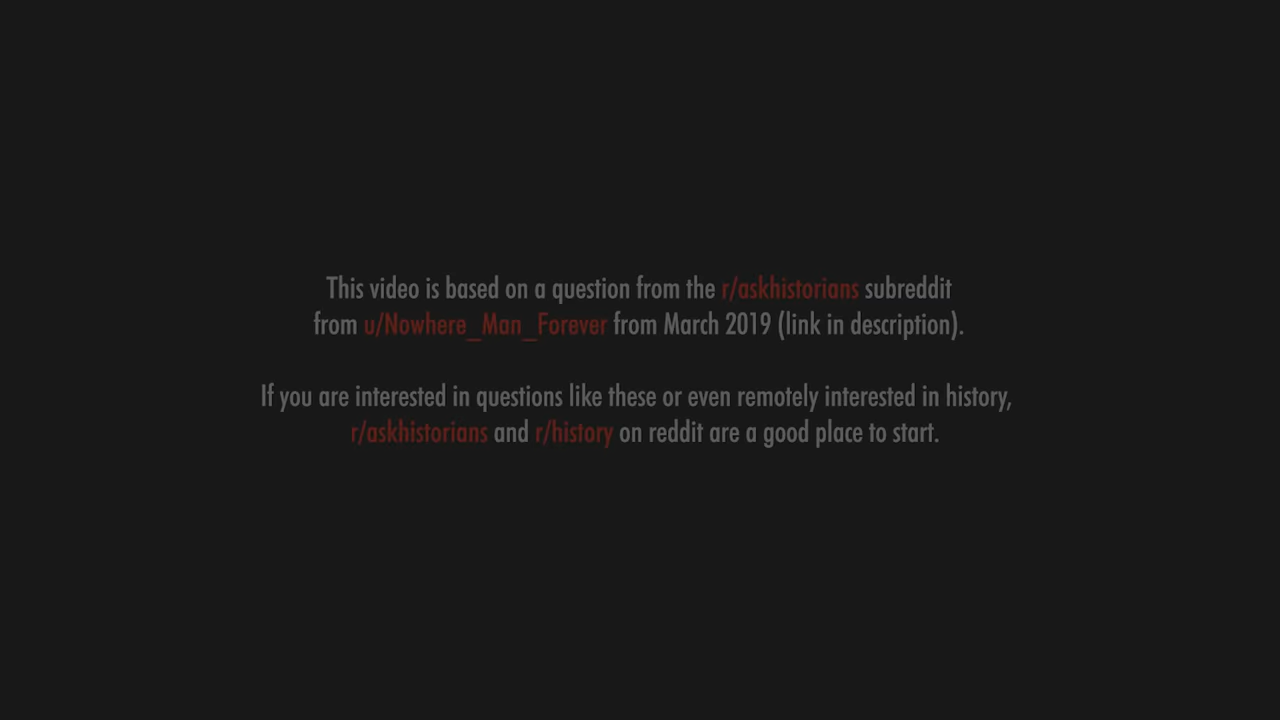 This video is based on a question from the r/askhistorians subreddit
from u/Nowhere_Man_Forever from March 2019 (link in description).
If you are interested in questions like these or even remotely interested in history,
r/askhistorians and r/history on reddit are a good place to start.